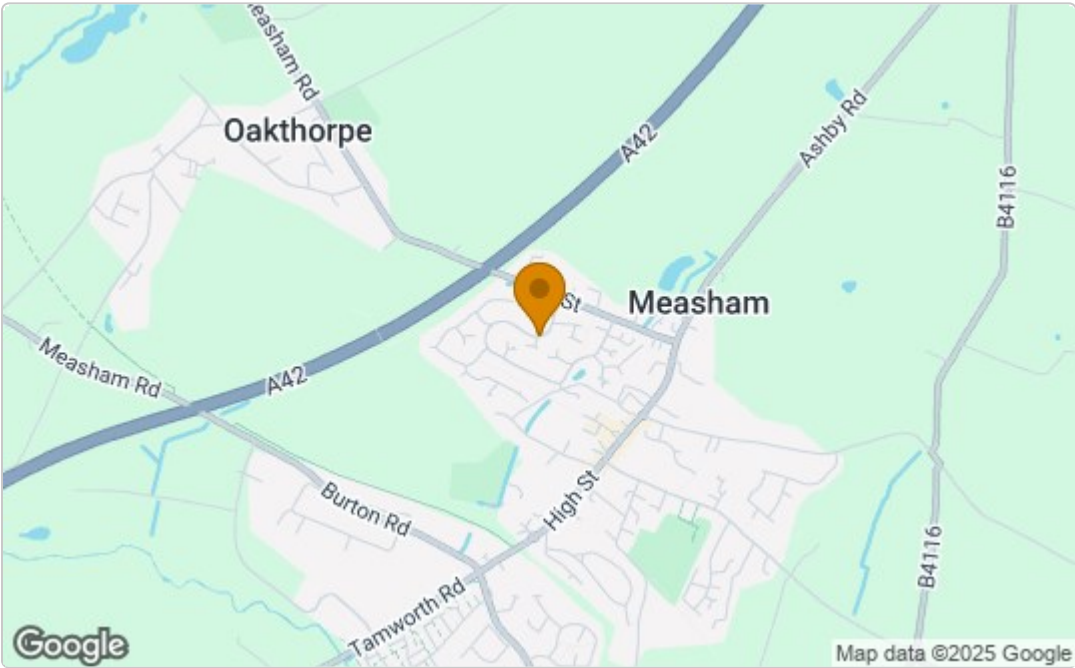 Measham Rd
Oakthorpe
A42
Ashby Rd
B4116
St
Measham
Measham Rd
A42
Burton Rd
High St
B4116
Tamworth Rd
Google
Map data ©2025 Google